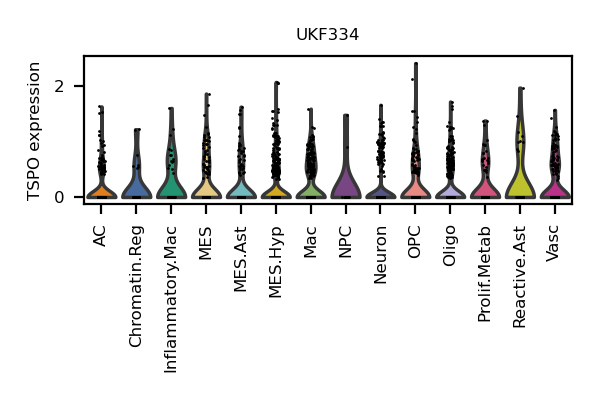 UKF334
TSPO expression
2
0
AC
Chromatin.Reg
Inflammatory.Mac
MES
MES.Ast
MES.Hyp
Mac
NPC
Neuron
OPC
Oligo
Prolif.Metab
Reactive.Ast
Vasc